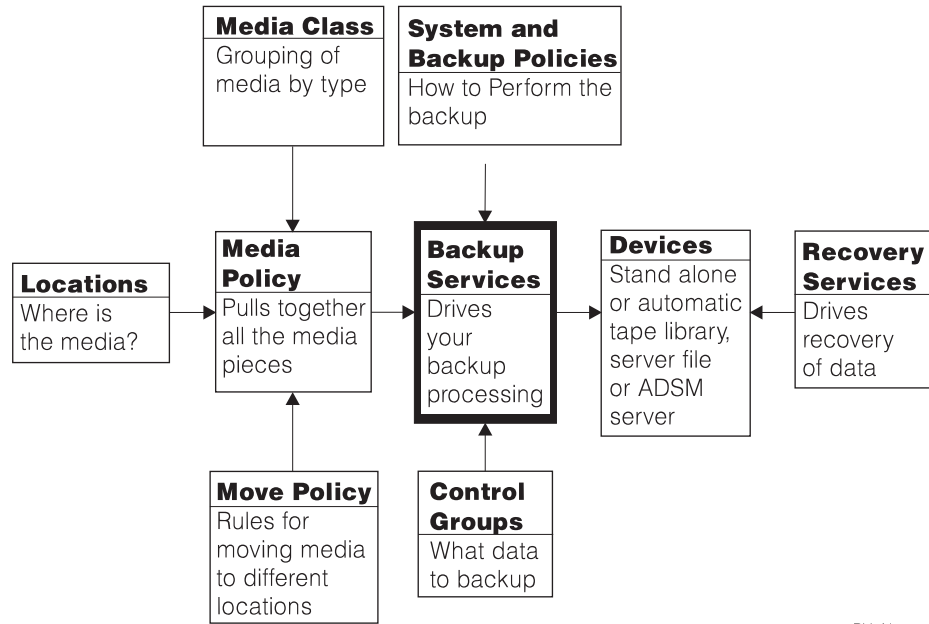 Media Class
Grouping of
media by type
System and
Backup Policies
How to Perform the
backup
Locations
Where is
the media?
Media
Policy
Pulls together
all the media
pieces
Backup
Services
Drives
your
backup
processing
Devices
Stand alone
or automatic
tape library,
server file
or ADSM
server
Recovery
Services
Drives
recovery
of data
Move Policy
Rules for
moving media
to different
locations
Control
Groups
What data
to backup